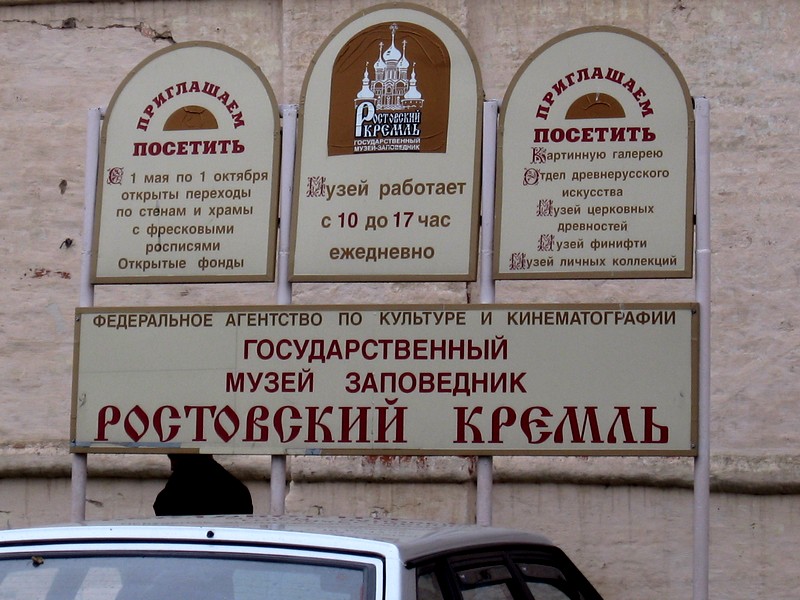 ПРИГЛАШАЕМ
ПОСЕТИТЬ
С 1 мая по 1 октября
открыты переходы
по стенам и храмы
с фресковыми
росписями
Открытые фонды
РОСТОВСКИЙ
КРЕМЛЬ
ГОСУДАРСТВЕННЫЙ
МУЗЕЙ-ЗАПОВЕДНИК
Музей работает
с 10 до 17 час
ежедневно
ПРИГЛАШАЕМ
ПОСЕТИТЬ
Картинную галерею
Отдел древнерусского
искусства
Музей церковных
древностей
Музей финифти
Музей личных коллекций
ФЕДЕРАЛЬНОЕ АГЕНТСТВО ПО КУЛЬТУРЕ И КИНЕМАТОГРАФИИ
ГОСУДАРСТВЕННЫЙ
МУЗЕЙ ЗАПОВЕДНИК
РОСТОВСКИЙ КРЕМЛЬ